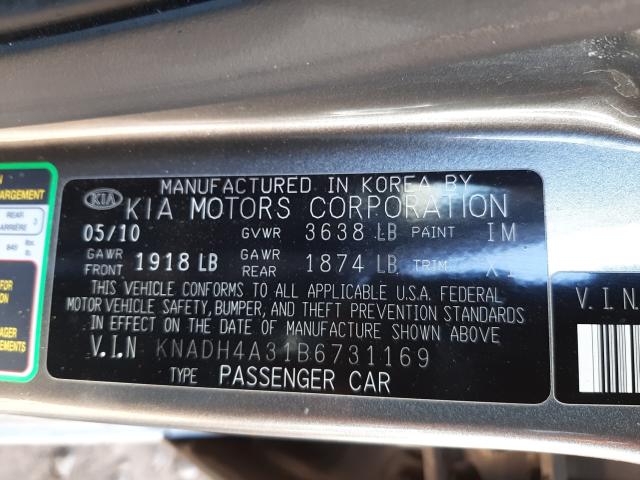 MANUFACTURED IN KOREA BY
KIA KIA MOTORS CORPORATION
05/10 GVWR 3638 LB PAINT IM
GAWR FRONT 1918 LB GAWR REAR 1874 LB TRIM
THIS VEHICLE CONFORMS TO ALL APPLICABLE U.S.A. FEDERAL
MOTOR VEHICLE SAFETY, BUMPER, AND THEFT PREVENTION STANDARDS
IN EFFECT ON THE DATE OF MANUFACTURE SHOWN ABOVE
V.I.N KNADH4A31B6731169
TYPE PASSENGER CAR
REAR
V.I.N